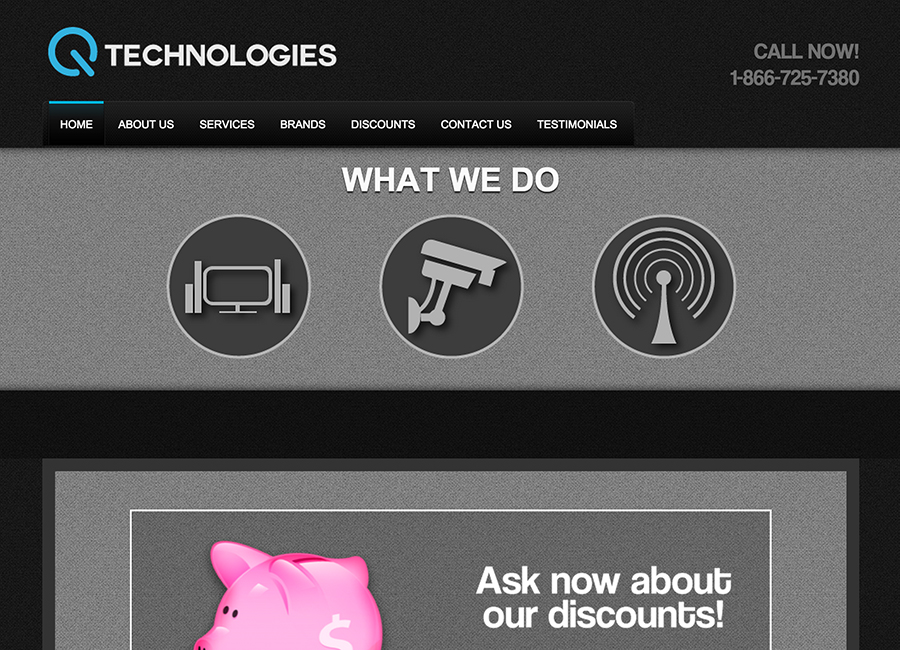 TECHNOLOGIES
CALL NOW!
1-866-725-7380
HOME ABOUT US SERVICES BRANDS DISCOUNTS CONTACT US TESTIMONIALS
WHAT WE DO
Ask now about
our discounts!
$